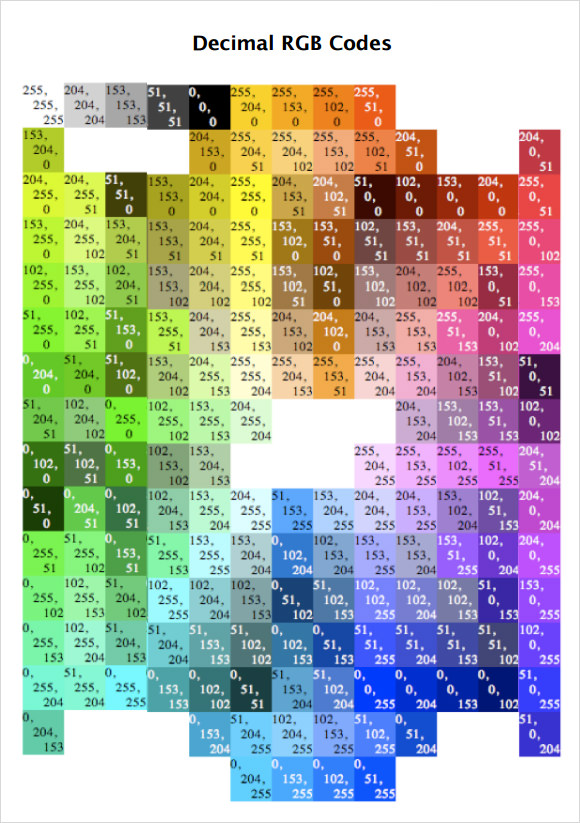 Decimal RGB Codes
255, 255, 255 204, 204, 204 153, 153, 153 51, 51, 51 0, 0, 0 255, 204, 0 255, 153, 0 255, 102, 0 255, 51, 0
153, 204, 0 204, 153, 0 255, 204, 51 255, 204, 102 255, 153, 102 255, 102, 51 204, 51, 0 204, 0, 51
204, 255, 0 204, 255, 51 51, 51, 0 153, 153, 0 204, 204, 0 255, 255, 0 204, 153, 51 204, 102, 51 51, 0, 0 102, 0, 0 153, 0, 0 204, 0, 0 255, 0, 51
153, 255, 0 204, 255, 102 153, 204, 51 153, 153, 51 204, 204, 51 255, 255, 51 153, 102, 0 153, 51, 0 102, 51, 51 153, 51, 51 204, 51, 51 255, 51, 51 255, 0, 102
102, 255, 0 153, 255, 102 102, 204, 51 153, 153, 102 204, 204, 102 255, 255, 102 153, 102, 51 102, 51, 0 153, 102, 102 204, 102, 102 255, 102, 102 153, 0, 51 255, 0, 153
51, 255, 0 102, 255, 51 51, 153, 0 153, 255, 51 204, 204, 153 255, 255, 153 204, 153, 102 204, 102, 0 204, 153, 153 255, 153, 153 255, 51, 153 204, 0, 102 255, 0, 204
0, 204, 0 51, 204, 0 51, 102, 0 153, 204, 102 204, 255, 153 255, 255, 204 255, 204, 153 255, 153, 51 255, 204, 204 255, 153, 204 204, 102, 153 153, 51, 102 51, 0, 51
51, 204, 51 102, 204, 102 0, 255, 0 102, 255, 102 153, 255, 153 204, 255, 204 204, 153, 204 153, 102, 153 153, 51, 153 102, 0, 102
0, 102, 0 51, 102, 51 0, 153, 0 102, 153, 102 153, 204, 153 255, 204, 255 255, 153, 255 255, 102, 255 255, 51, 255 204, 51, 204
0, 51, 0 0, 204, 51 0, 102, 51 102, 204, 153 153, 255, 204 204, 255, 255 51, 153, 255 153, 204, 255 204, 204, 255 204, 153, 255 153, 102, 204 102, 51, 153 204, 0, 204
0, 255, 51 51, 255, 102 0, 153, 51 51, 255, 153 153, 255, 255 153, 204, 204 0, 102, 204 102, 153, 204 153, 153, 255 153, 153, 204 153, 51, 255 102, 0, 204 204, 0, 255
0, 255, 102 102, 255, 153 51, 204, 102 102, 255, 255 102, 204, 204 102, 153, 153 0, 51, 102 51, 102, 153 102, 102, 255 102, 102, 204 102, 102, 153 51, 0, 153 153, 0, 255
0, 255, 153 102, 255, 204 51, 204, 153 51, 204, 204 51, 153, 153 51, 102, 102 0, 102, 153 0, 51, 153 51, 51, 255 51, 51, 204 51, 51, 153 51, 51, 102 102, 0, 255
0, 255, 204 51, 255, 204 0, 255, 255 0, 153, 153 0, 102, 102 0, 51, 51 51, 153, 204 51, 102, 204 0, 0, 255 0, 0, 204 0, 0, 153 0, 0, 102 51, 0, 255
0, 204, 153 0, 153, 204 51, 204, 255 102, 204, 255 102, 153, 255 51, 102, 255 0, 51, 204 51, 0, 204
0, 204, 255 0, 153, 255 0, 102, 255 0, 51, 255